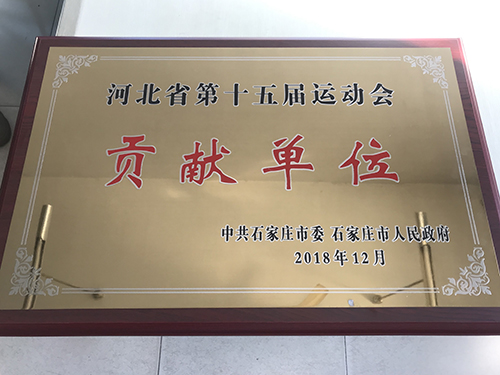 河北省第十五届运动会
贡献单位
中共石家庄市委 石家庄市人民政府
2018年12月